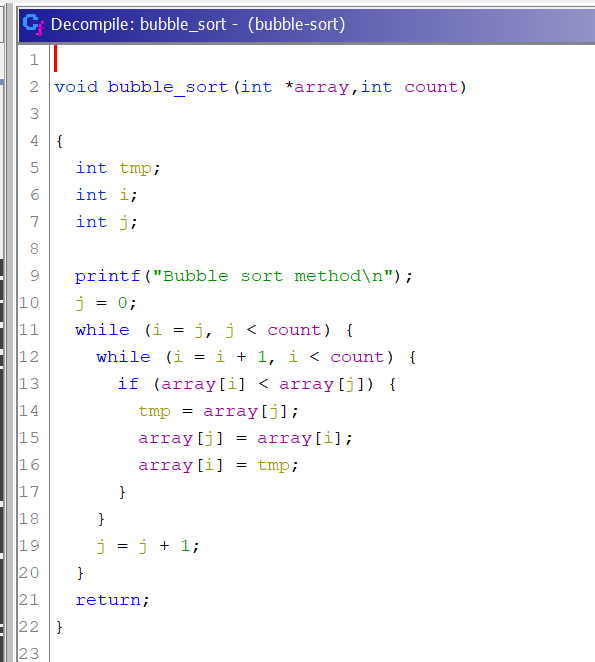 Decompile: bubble_sort - (bubble-sort)
1
2 void bubble_sort(int *array,int count)
3
4 {
5 int tmp;
6 int i;
7 int j;
8
9 printf("Bubble sort method\n");
10 j = 0;
11 while (i = j, j < count) {
12 while (i = i + 1, i < count) {
13 if (array[i] < array[j]) {
14 tmp = array[j];
15 array[j] = array[i];
16 array[i] = tmp;
17 }
18 }
19 j = j + 1;
20 }
21 return;
22 }
23